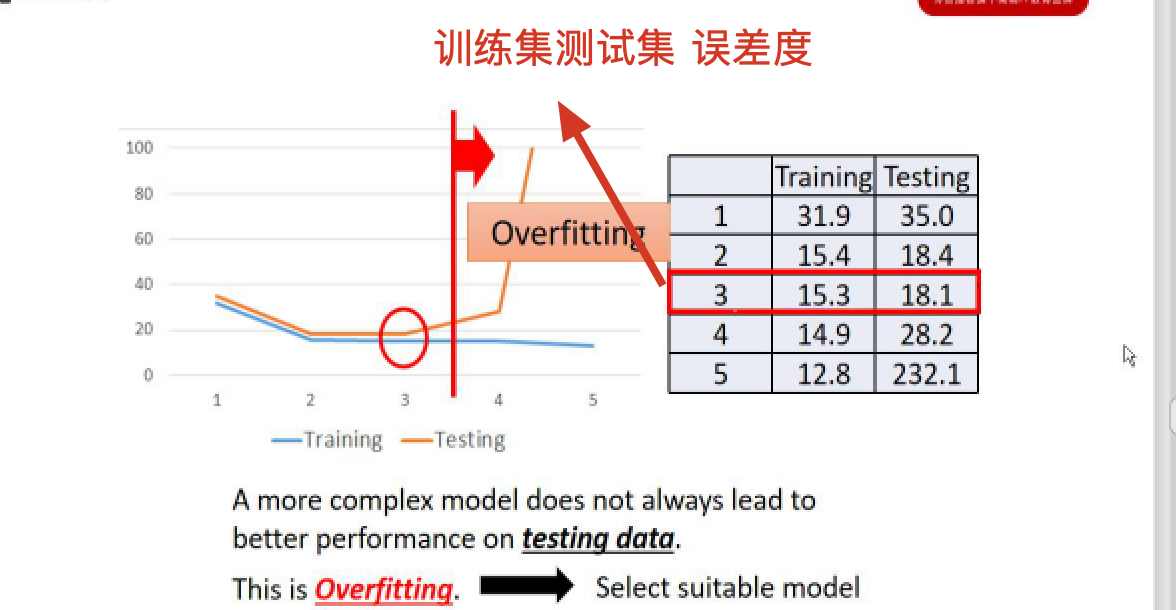 训练集测试集 误差度
100
80
60
40
20
0
1 2 3 4 5
Training Testing
Overfitting
Training Testing
1 31.9 35.0
2 15.4 18.4
3 15.3 18.1
4 14.9 28.2
5 12.8 232.1
A more complex model does not always lead to
better performance on testing data.
This is Overfitting. Select suitable model